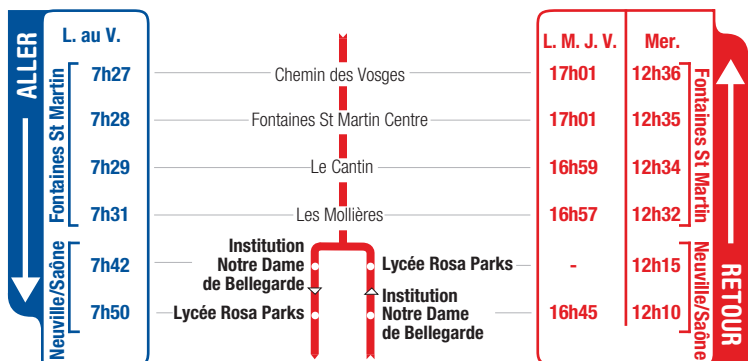 ALLER
L. au V.
L. M. J. V.
Mer.
Fontaines St Martin
7h27
Chemin des Vosges
17h01
12h36
7h28
Fontaines St Martin Centre
17h01
12h35
7h29
Le Cantin
16h59
12h34
7h31
Les Mollières
16h57
12h32
Fontaines St Martin
Neuville/Saône
7h42
Institution
Notre Dame
de Bellegarde
Lycée Rosa Parks
-
12h15
7h50
Lycée Rosa Parks
Institution
Notre Dame
de Bellegarde
16h45
12h10
Neuville/Saône
RETOUR